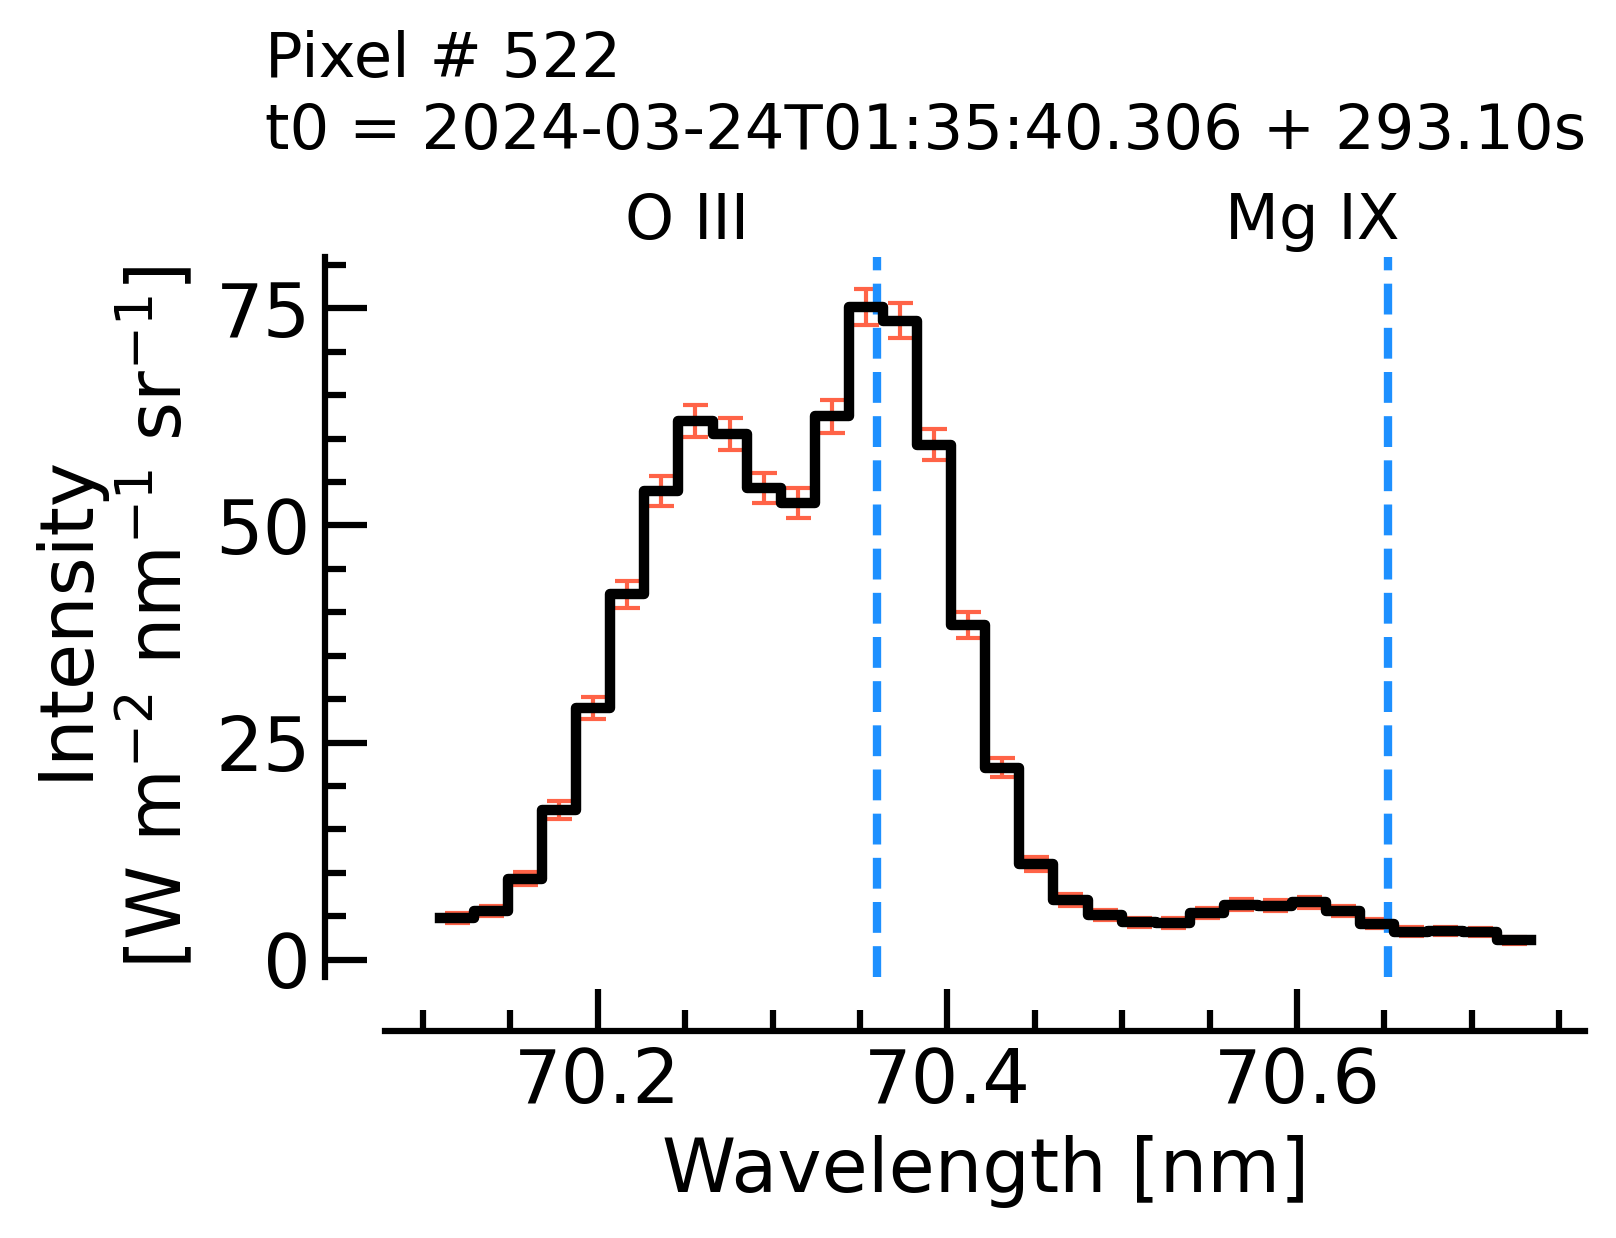 Pixel # 522
t0 = 2024-03-24T01:35:40.306 + 293.10s
O III
Mg IX
Intensity
[W m⁻² nm⁻¹ sr⁻¹]
75
50
25
0
70.2
70.4
70.6
Wavelength [nm]